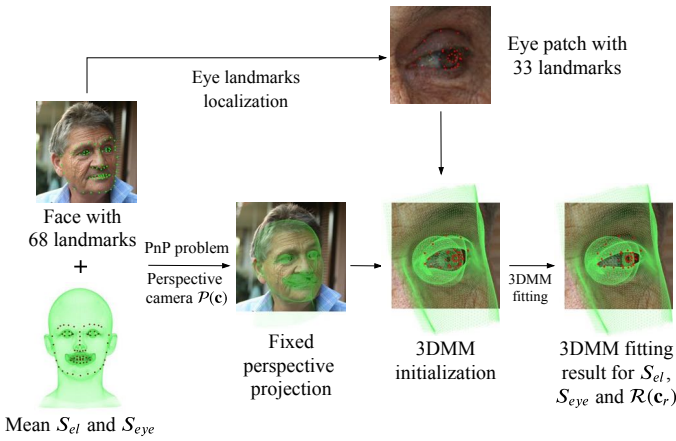 Eye patch with
33 landmarks
Eye landmarks
localization
Face with
68 landmarks
+
PnP problem
Perspective
camera P(c)
3DMM
fitting
Fixed
perspective
projection
3DMM
initialization
3DMM fitting
result for S_el,
S_eye and R(c_r)
Mean S_el and S_eye